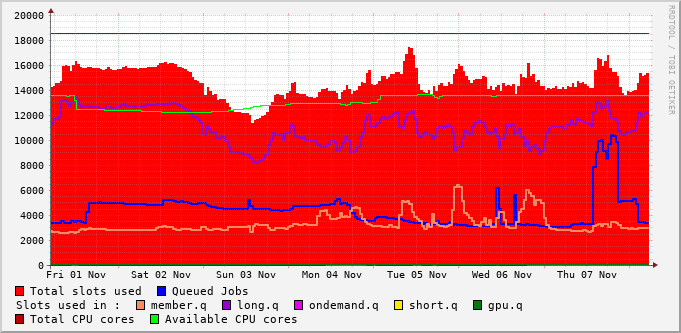 20000
18000
16000
14000
12000
10000
8000
6000
4000
2000
0
Fri 01 Nov Sat 02 Nov Sun 03 Nov Mon 04 Nov Tue 05 Nov Wed 06 Nov Thu 07 Nov
Total slots used Queued Jobs
Slots used in : member.q long.q ondemand.q short.q gpu.q
Total CPU cores Available CPU cores
RRDTOOL / TOBI OETIKER